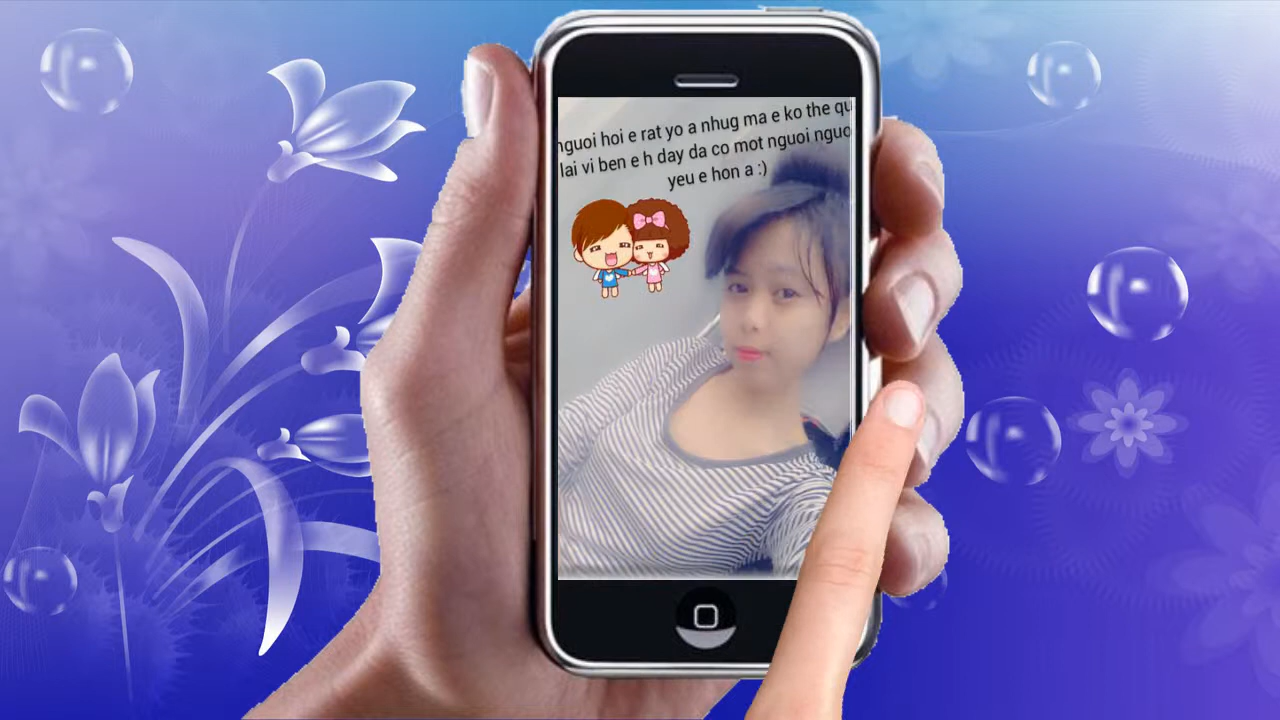 nguoi hoi e rat yo a nhug ma e ko the qu
lai vi ben e h day da co mot nguoi nguo
yeu e hon a :)